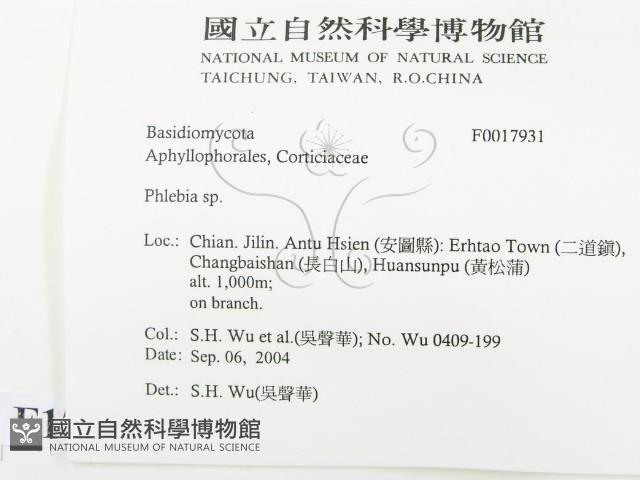 國立自然科學博物館
NATIONAL MUSEUM OF NATURAL SCIENCE
TAICHUNG, TAIWAN, R.O.CHINA
Basidiomycota F0017931
Aphyllophorales, Corticiaceae
Phlebia sp.
Loc.: Chian. Jilin. Antu Hsien (安圖縣): Erhtao Town (二道鎮),
Changbaishan (長白山), Huansunpu (黃松蒲)
alt. 1,000m;
on branch.
Col.: S.H. Wu et al.(吳聲華); No. Wu 0409-199
Date: Sep. 06, 2004
Det.: S.H. Wu(吳聲華)
國立自然科學博物館
NATIONAL MUSEUM OF NATURAL SCIENCE